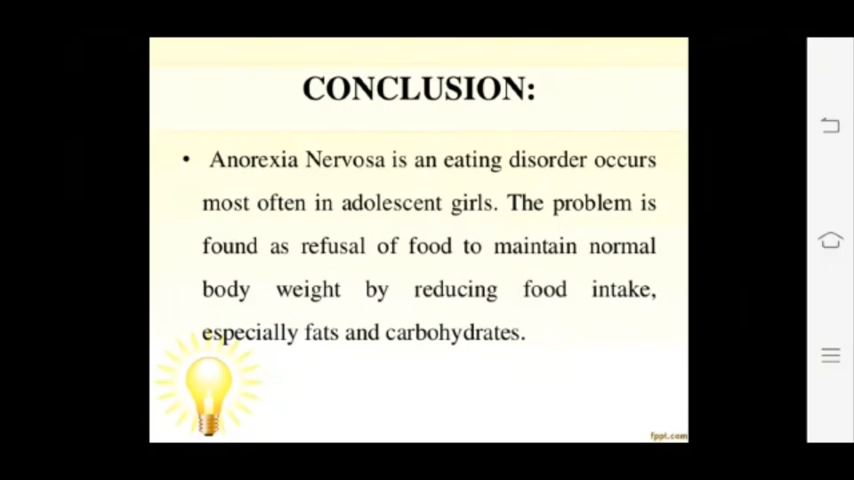 CONCLUSION:
• Anorexia Nervosa is an eating disorder occurs
most often in adolescent girls. The problem is
found as refusal of food to maintain normal
body weight by reducing food intake,
especially fats and carbohydrates.
fppt.com